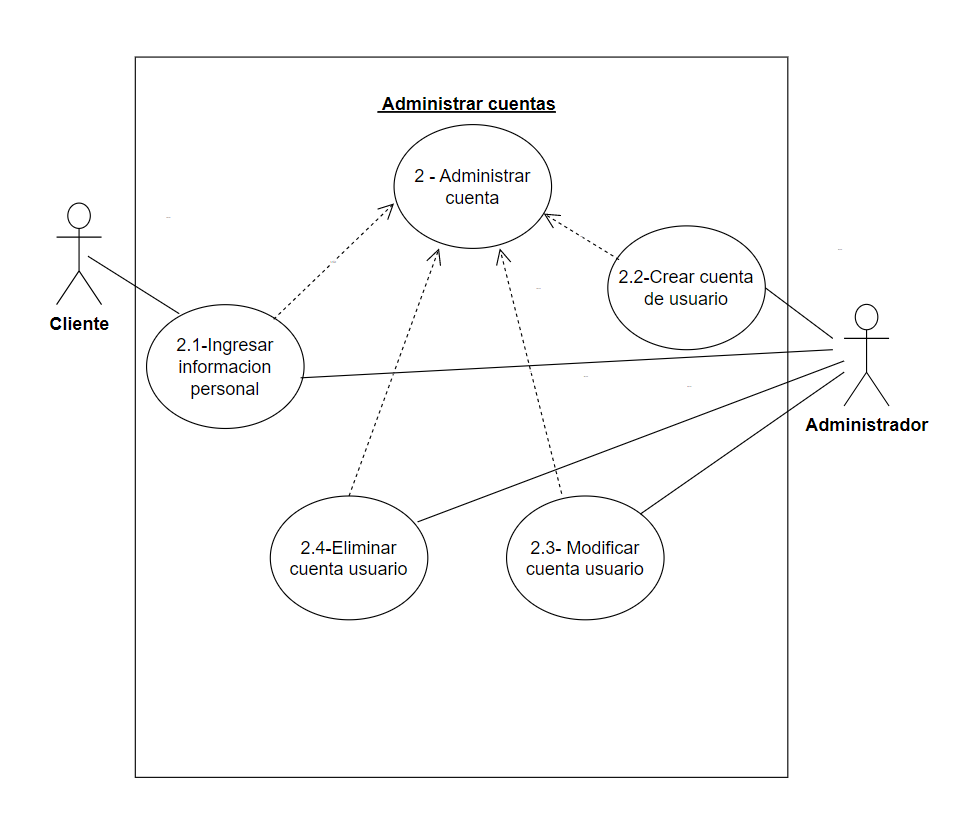 Administrar cuentas
2 - Administrar
cuenta
2.2-Crear cuenta
de usuario
Cliente
2.1-Ingresar
informacion
personal
Administrador
2.4-Eliminar
cuenta usuario
2.3- Modificar
cuenta usuario